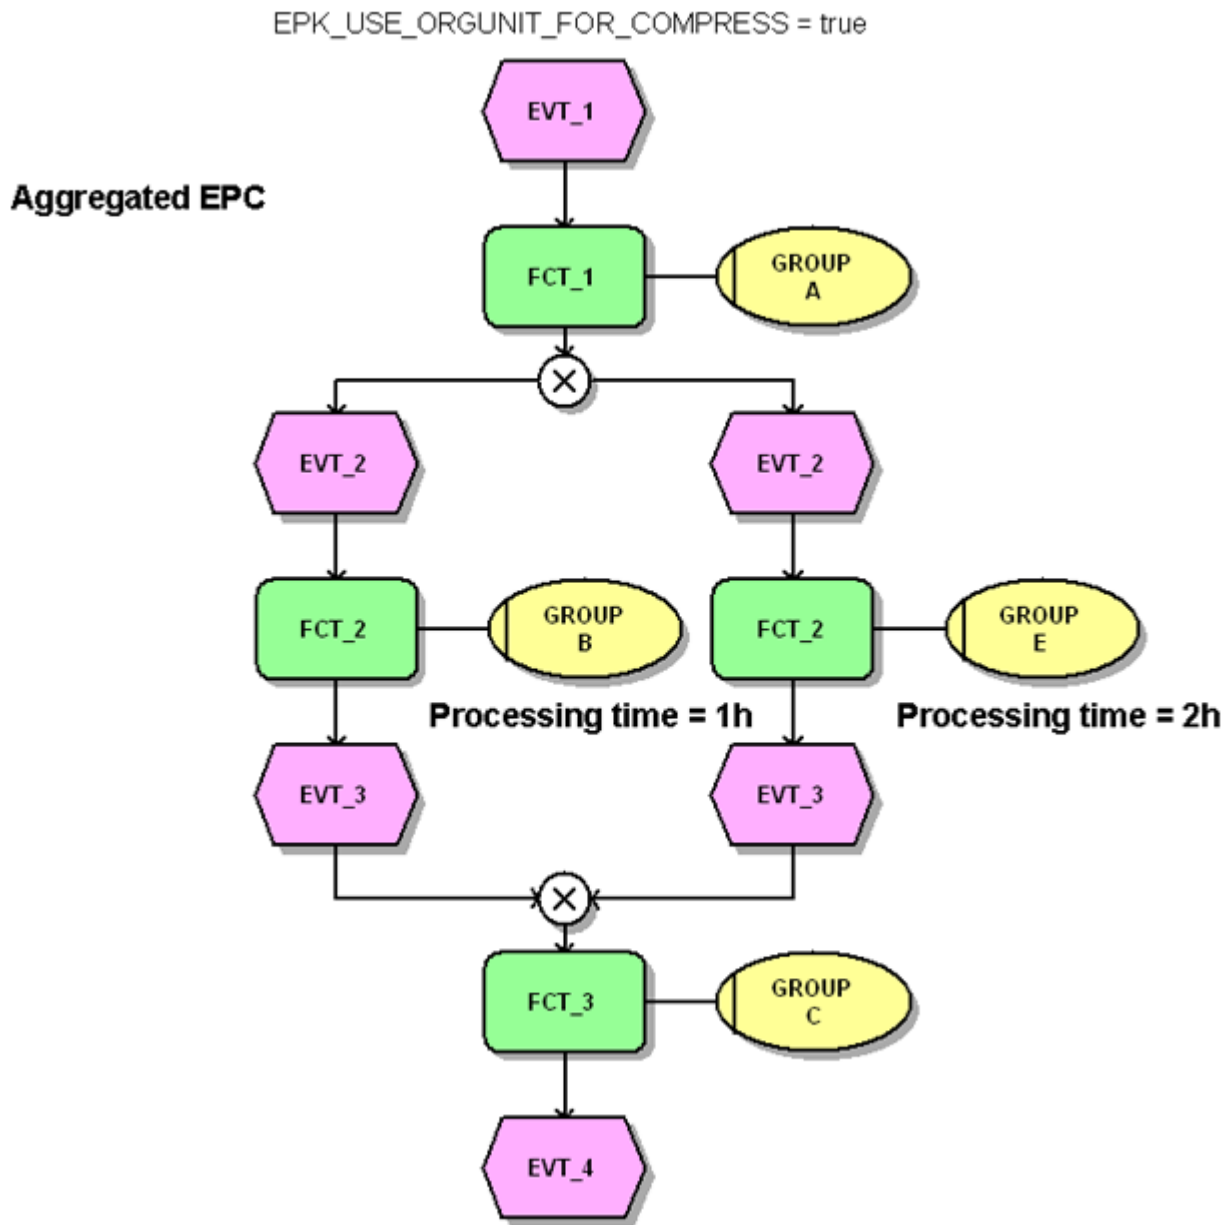 EPK_USE_ORGUNIT_FOR_COMPRESS = true
EVT_1
Aggregated EPC
FCT_1
GROUP
A
EVT_2
EVT_2
FCT_2
GROUP
B
FCT_2
GROUP
E
Processing time = 1h
Processing time = 2h
EVT_3
EVT_3
FCT_3
GROUP
C
EVT_4